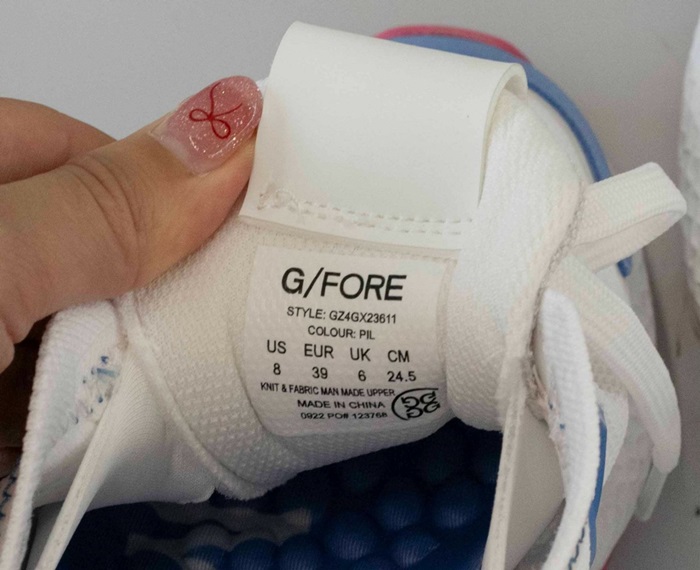 G/FORE
STYLE: GZ4GX23611
COLOUR: PIL
US EUR UK CM
8 39 6 24.5
KNIT & FABRIC MAN MADE UPPER
MADE IN CHINA
0922 PO# 123768